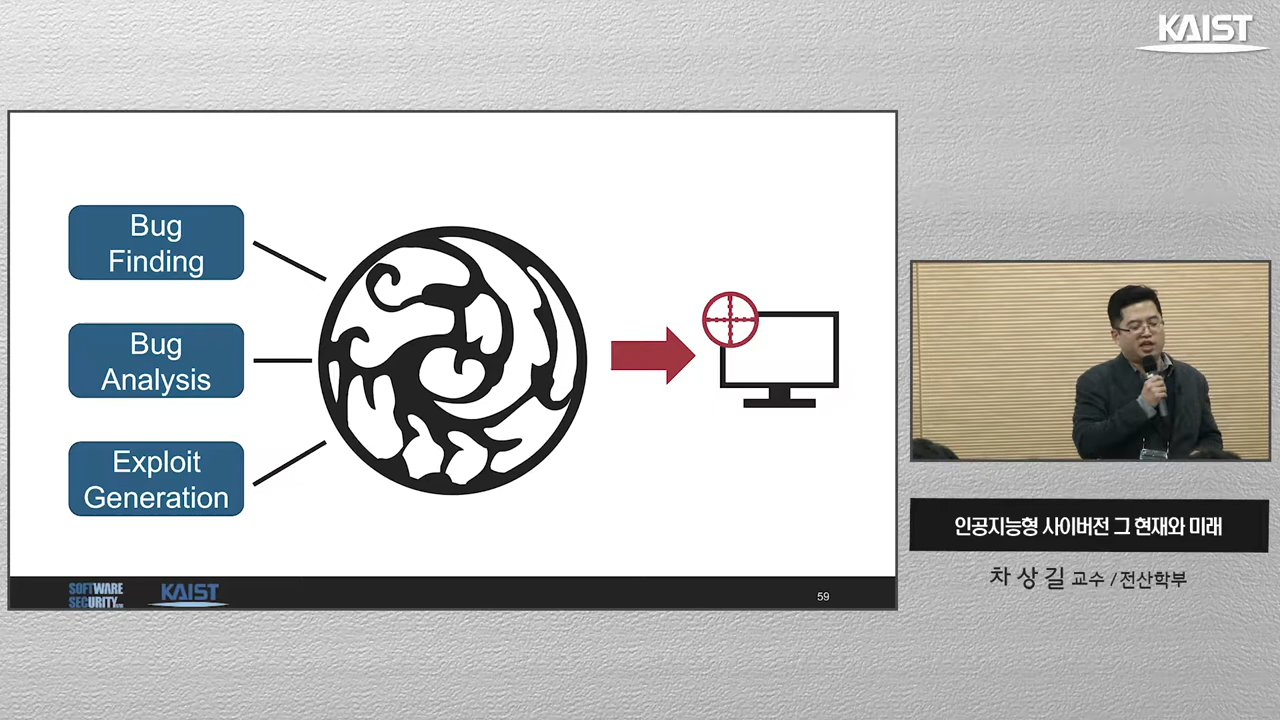 KAIST
Bug
Finding
Bug
Analysis
Exploit
Generation
SOFTWARE
SECURITY
KAIST
59
인공지능형 사이버전 그 현재와 미래
차상길 교수 / 전산학부